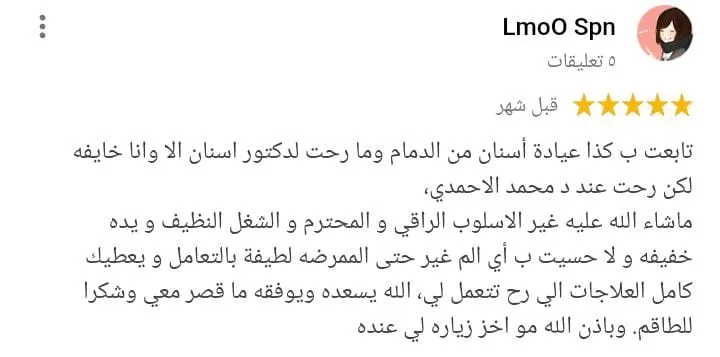 LmoO Spn
٥ تعليقات
قبل شهر
تابعت ب كذا عيادة أسنان من الدمام وما رحت لدكتور اسنان الا وانا خايفه
لكن رحت عند د محمد الاحمدي،
ماشاء الله عليه غير الاسلوب الراقي و المحترم و الشغل النظيف و يده
خفيفه و لا حسيت ب أي الم غير حتى الممرضه لطيفة بالتعامل و يعطيك
كامل العلاجات الي رح تتعمل لي، الله يسعده ويوفقه ما قصر معي وشكرا
للطاقم. وباذن الله مو اخز زياره لي عنده